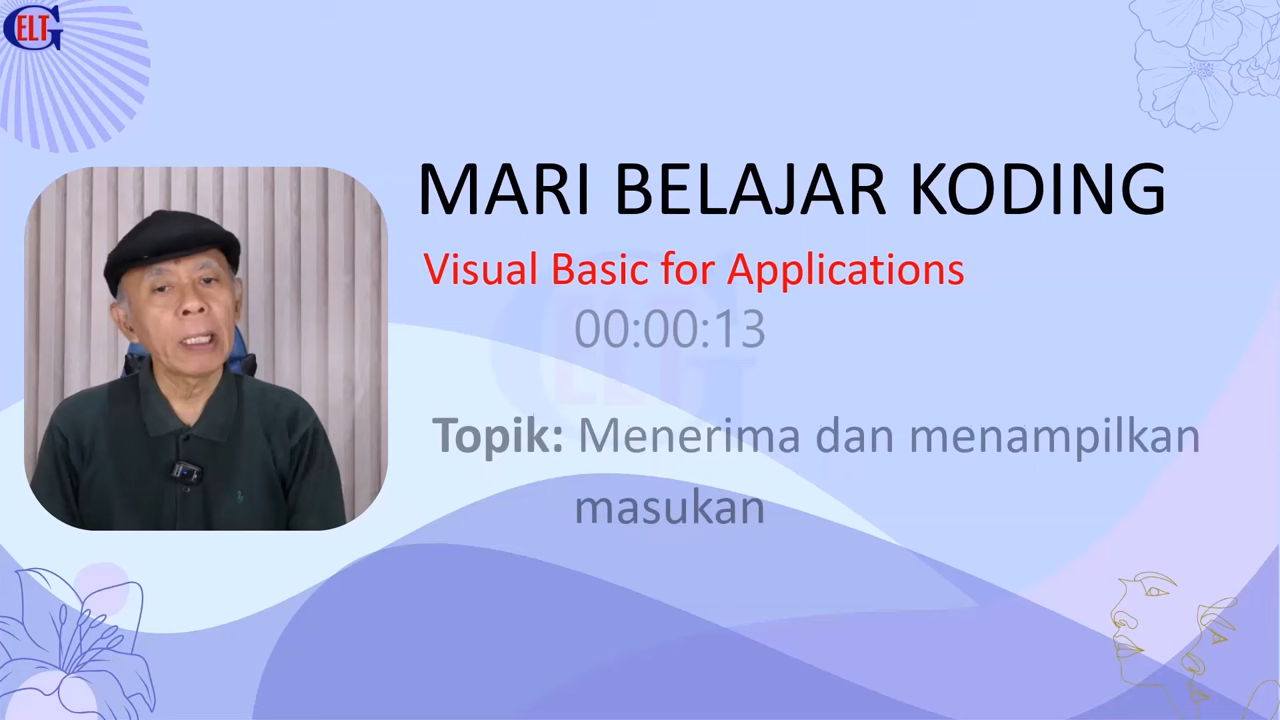 ELT G
MARI BELAJAR KODING
Visual Basic for Applications
00:00:13
Topik: Menerima dan menampilkan
masukan